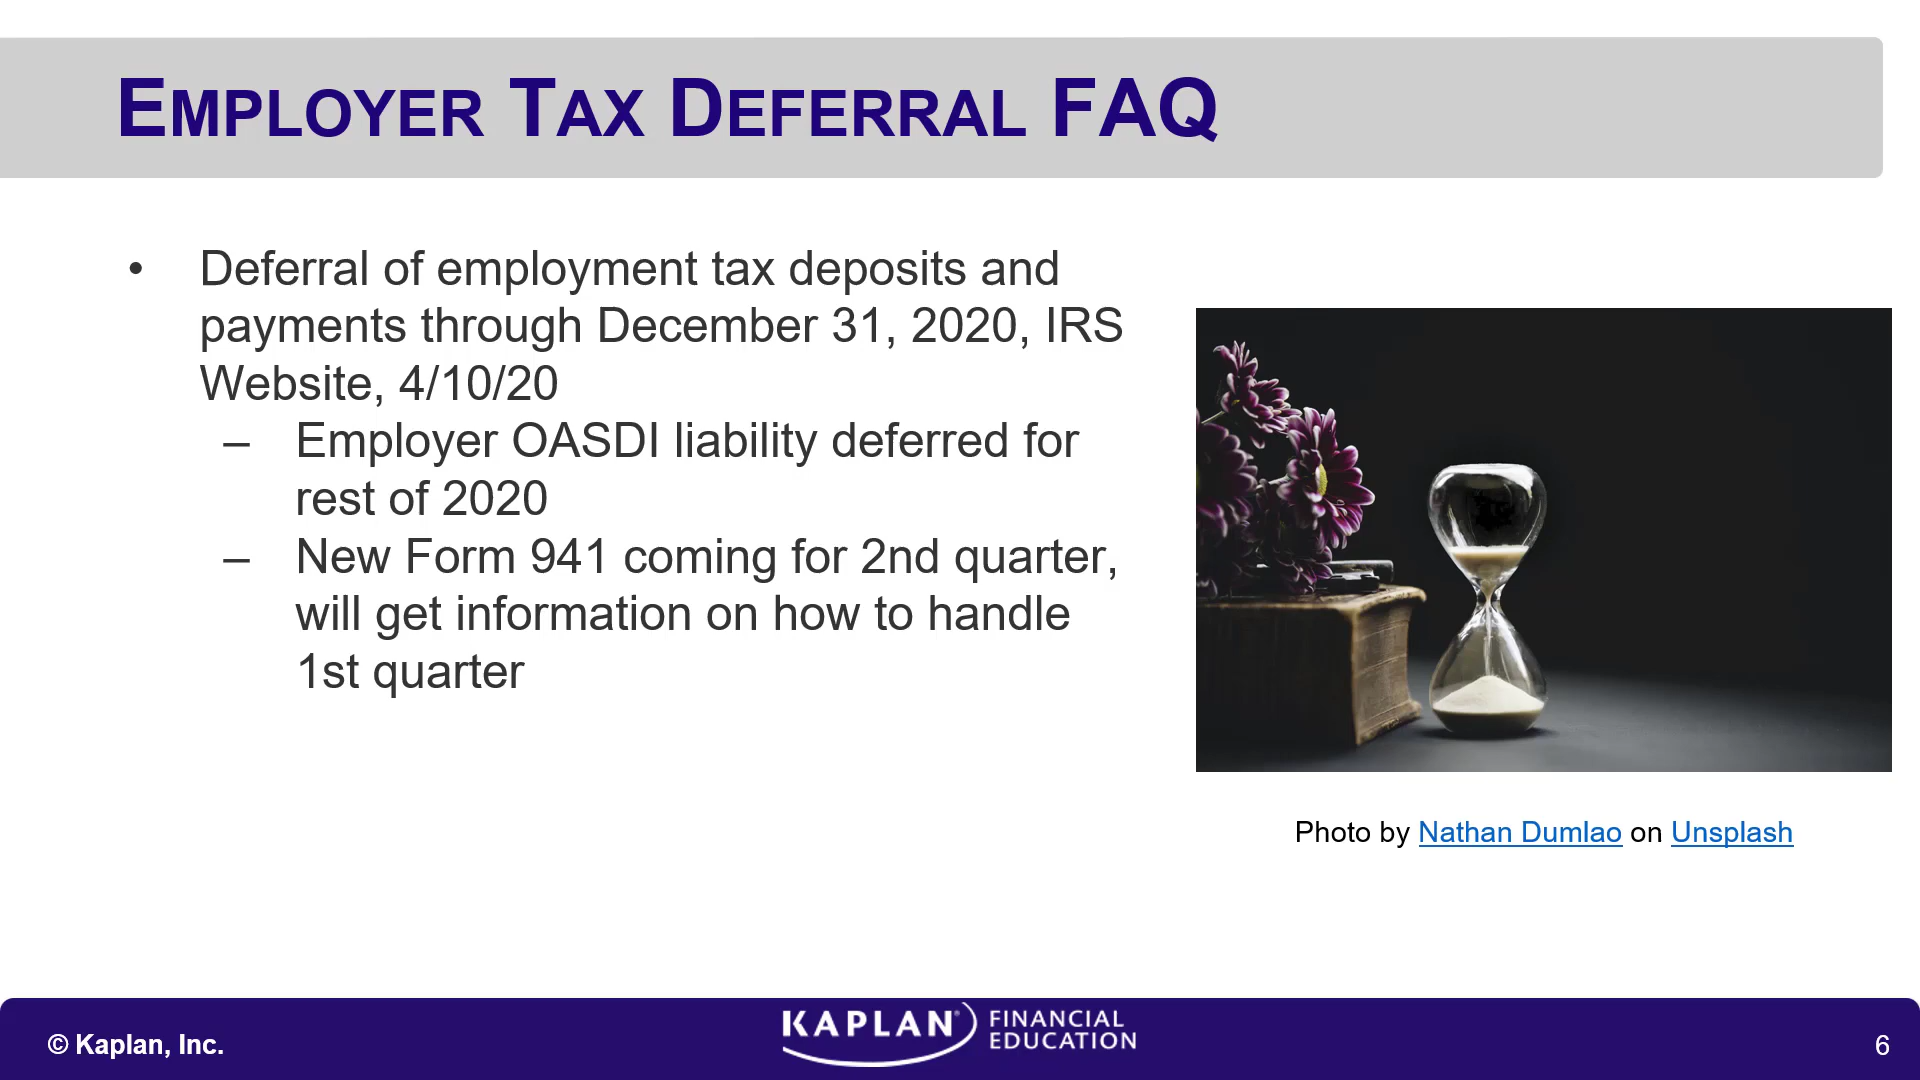 EMPLOYER TAX DEFERRAL FAQ
• Deferral of employment tax deposits and
payments through December 31, 2020, IRS
Website, 4/10/20
– Employer OASDI liability deferred for
rest of 2020
– New Form 941 coming for 2nd quarter,
will get information on how to handle
1st quarter
Photo by Nathan Dumlao on Unsplash
© Kaplan, Inc.
KAPLAN® FINANCIAL
EDUCATION
6